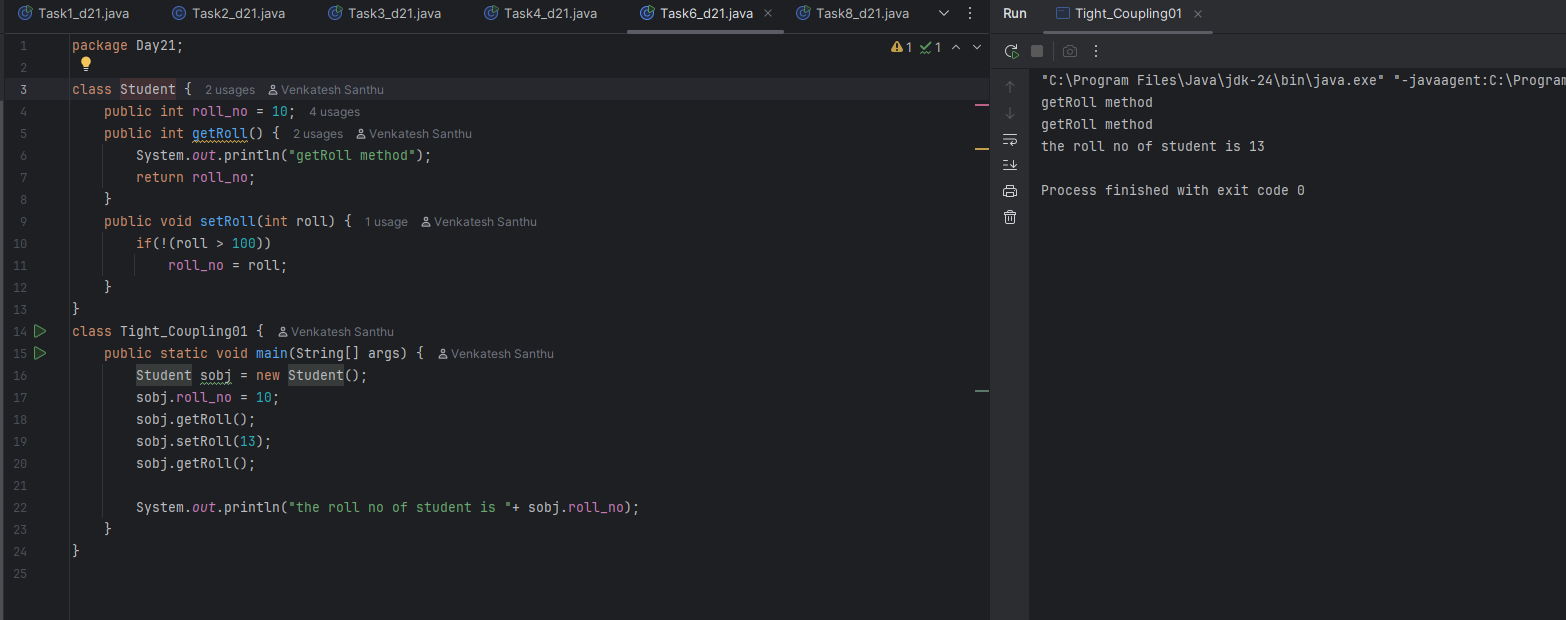 Task1_d21.java Task2_d21.java Task3_d21.java Task4_d21.java Task6_d21.java Task8_d21.java
1 package Day21;
1 1
2
3 class Student { 2 usages Venkatesh Santhu
4 public int roll_no = 10; 4 usages
5 public int getRoll() { 2 usages Venkatesh Santhu
6 System.out.println("getRoll method");
7 return roll_no;
8 }
9 public void setRoll(int roll) { 1 usage Venkatesh Santhu
10 if(!(roll > 100))
11 roll_no = roll;
12 }
13 }
14 class Tight_Coupling01 { Venkatesh Santhu
15 public static void main(String[] args) { Venkatesh Santhu
16 Student sobj = new Student();
17 sobj.roll_no = 10;
18 sobj.getRoll();
19 sobj.setRoll(13);
20 sobj.getRoll();
21
22 System.out.println("the roll no of student is "+ sobj.roll_no);
23 }
24 }
25
Run Tight_Coupling01
"C:\Program Files\Java\jdk-24\bin\java.exe" "-javaagent:C:\Program
getRoll method
getRoll method
the roll no of student is 13
Process finished with exit code 0